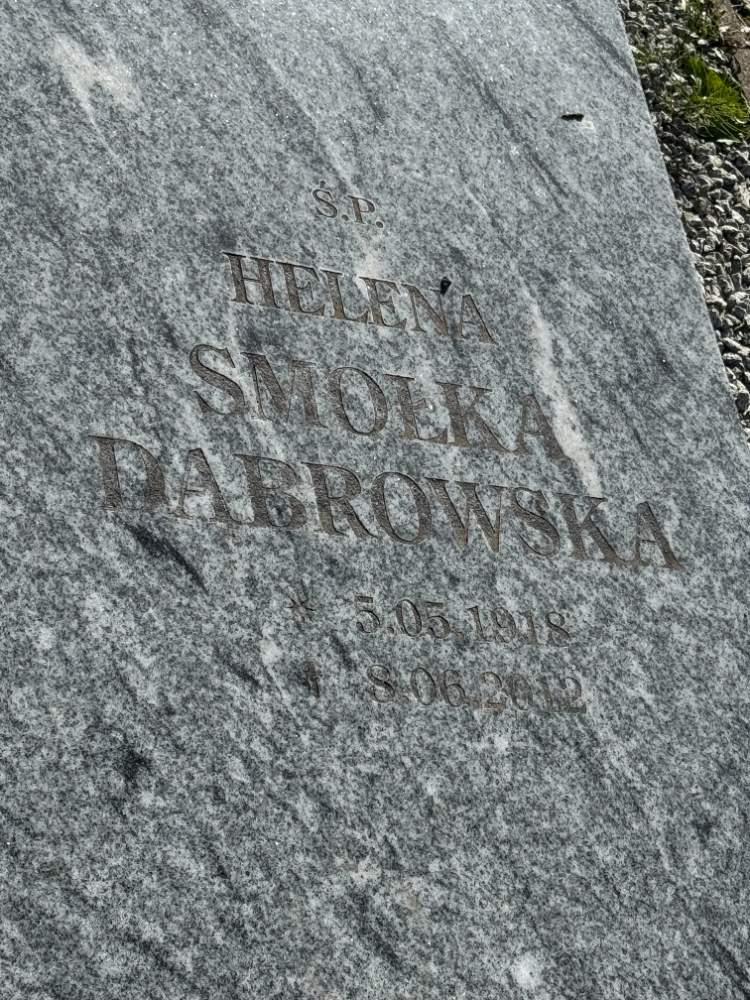 Ś.P.
HELENA
SMOŁKA
DĄBROWSKA
* 5.05.1918
† 8.06.2012